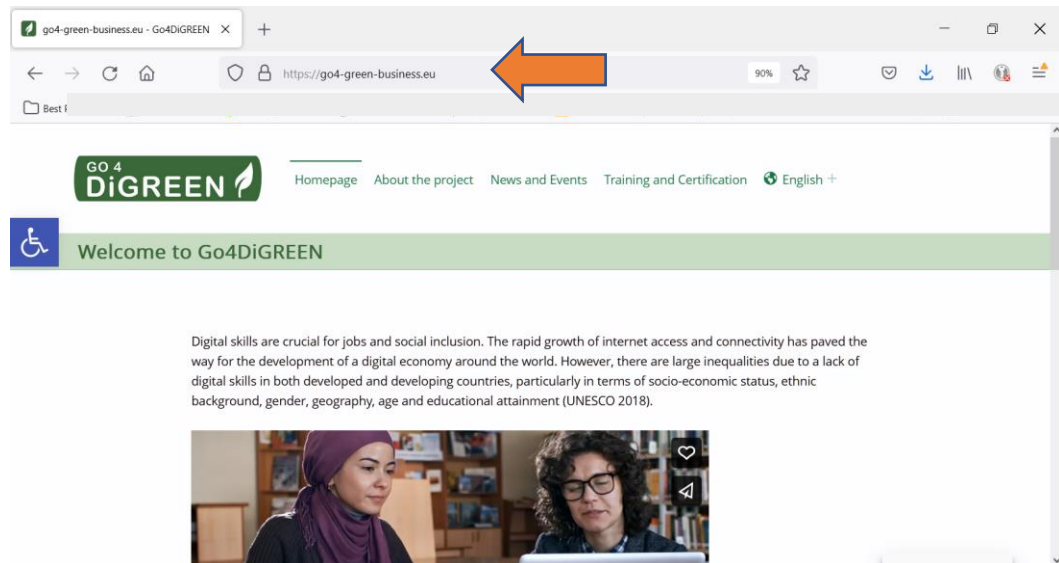 go4-green-business.eu - Go4DiGREEN
https://go4-green-business.eu
90%
Best
GO 4
DiGREEN
Homepage About the project News and Events Training and Certification English +
Welcome to Go4DiGREEN
Digital skills are crucial for jobs and social inclusion. The rapid growth of internet access and connectivity has paved the
way for the development of a digital economy around the world. However, there are large inequalities due to a lack of
digital skills in both developed and developing countries, particularly in terms of socio-economic status, ethnic
background, gender, geography, age and educational attainment (UNESCO 2018).